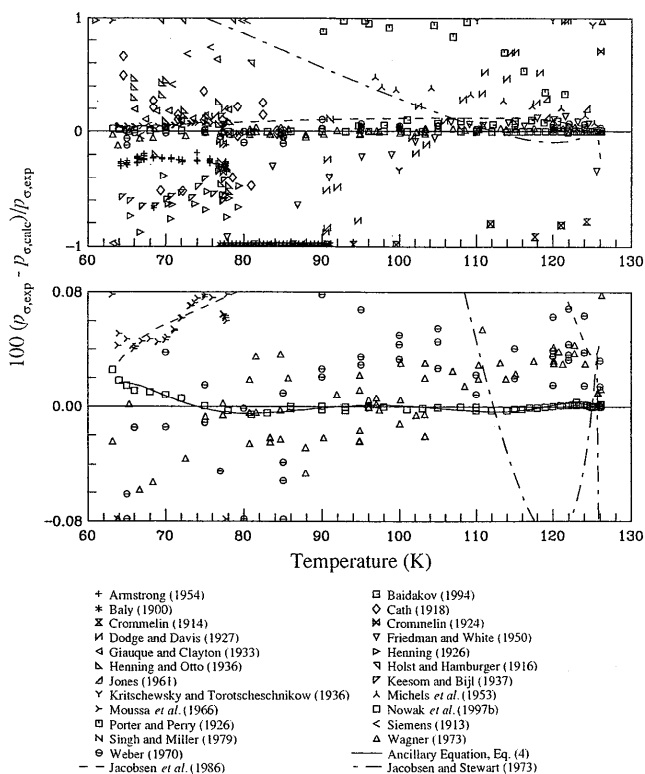 1
0
−1
60 70 80 90 100 110 120 130
0.08
0.00
−0.08
60 70 80 90 100 110 120 130
100 (pσ,exp - pσ,calc)/pσ,exp
Temperature (K)
Armstrong (1954)
Baly (1900)
Crommelin (1914)
Dodge and Davis (1927)
Giauque and Clayton (1933)
Henning and Otto (1936)
Jones (1961)
Kritschewsky and Torotscheschnikow (1936)
Moussa et al. (1966)
Porter and Perry (1926)
Singh and Miller (1979)
Weber (1970)
Jacobsen et al. (1986)
Baidakov (1994)
Cath (1918)
Crommelin (1924)
Friedman and White (1950)
Henning (1926)
Holst and Hamburger (1916)
Keesom and Bijl (1937)
Michels et al. (1953)
Nowak et al. (1997b)
Siemens (1913)
Wagner (1973)
Ancillary Equation, Eq. (4)
Jacobsen and Stewart (1973)